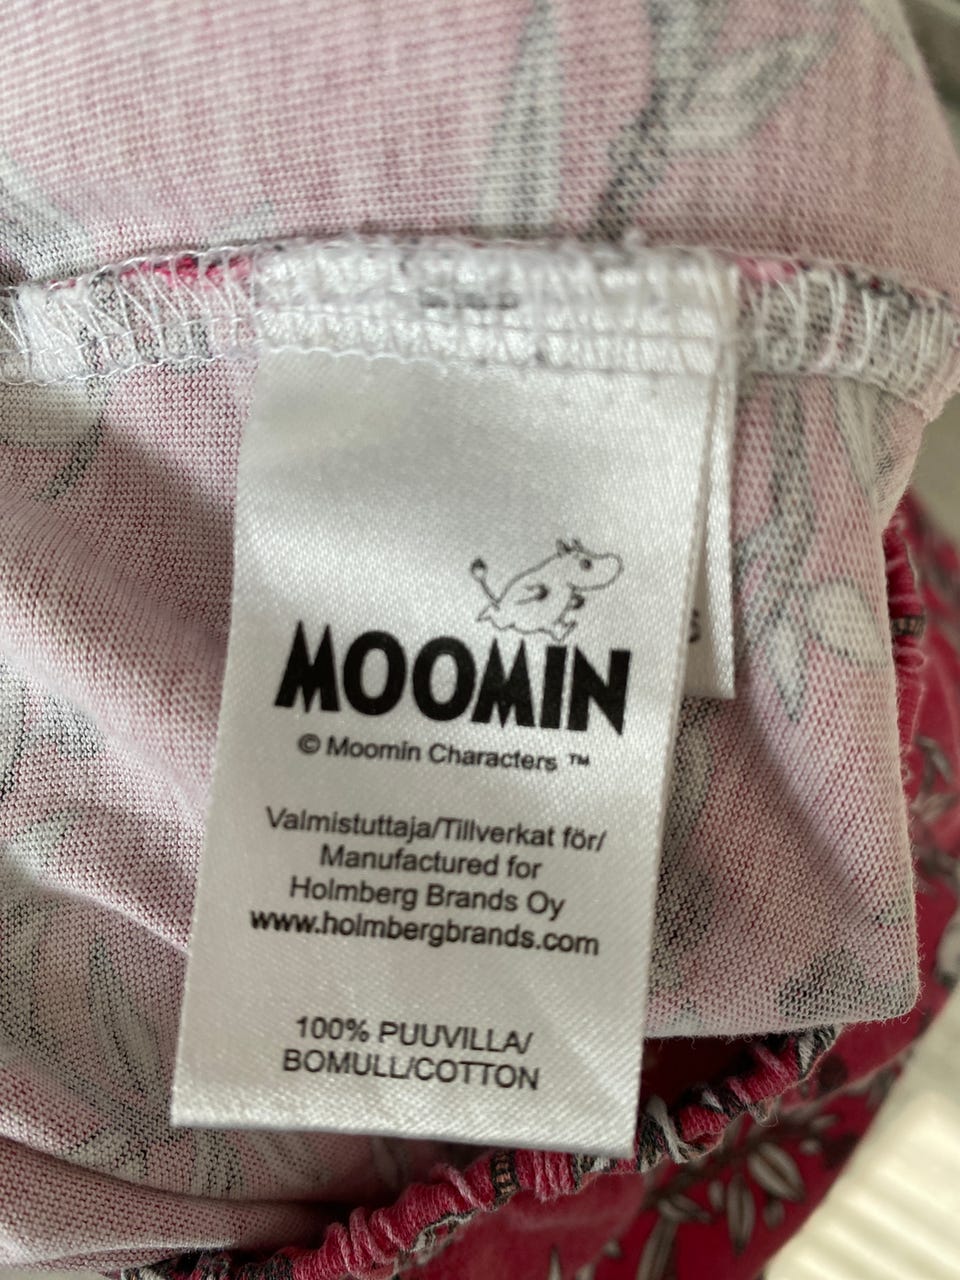 MOOMIN
© Moomin Characters ™
Valmistuttaja/Tillverkat för/
Manufactured for
Holmberg Brands Oy
www.holmbergbrands.com
100% PUUVILLA/
BOMULL/COTTON